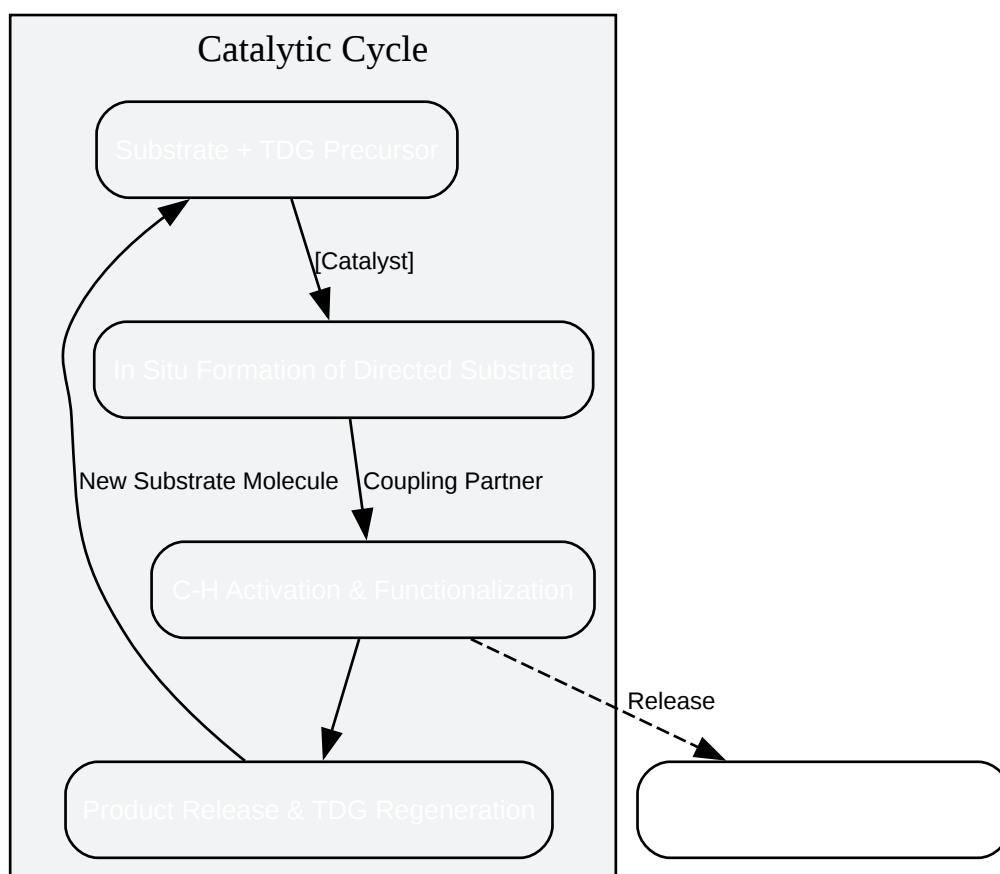 Catalytic Cycle
Substrate + TDG Precursor
[Catalyst]
In Situ Formation of Directed Substrate
New Substrate Molecule
Coupling Partner
C-H Activation & Functionalization
Release
Product Release & TDG Regeneration